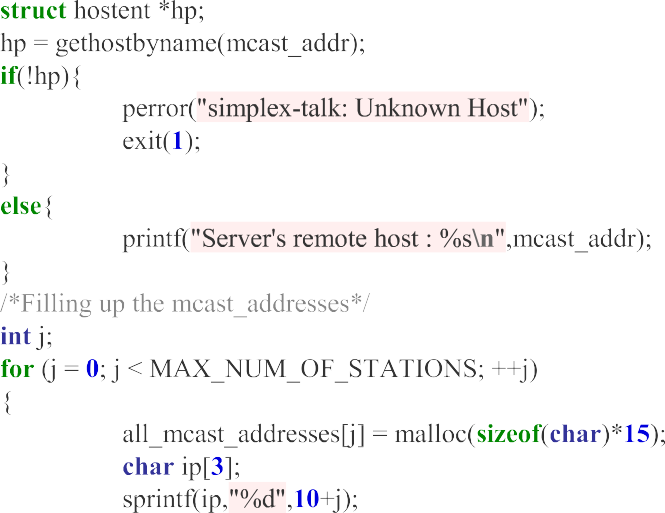 struct hostent *hp;
hp = gethostbyname(mcast_addr);
if(!hp){
perror("simplex-talk: Unknown Host");
exit(1);
}
else{
printf("Server's remote host : %s\n",mcast_addr);
}
/*Filling up the mcast_addresses*/
int j;
for (j = 0; j < MAX_NUM_OF_STATIONS; ++j)
{
all_mcast_addresses[j] = malloc(sizeof(char)*15);
char ip[3];
sprintf(ip,"%d",10+j);